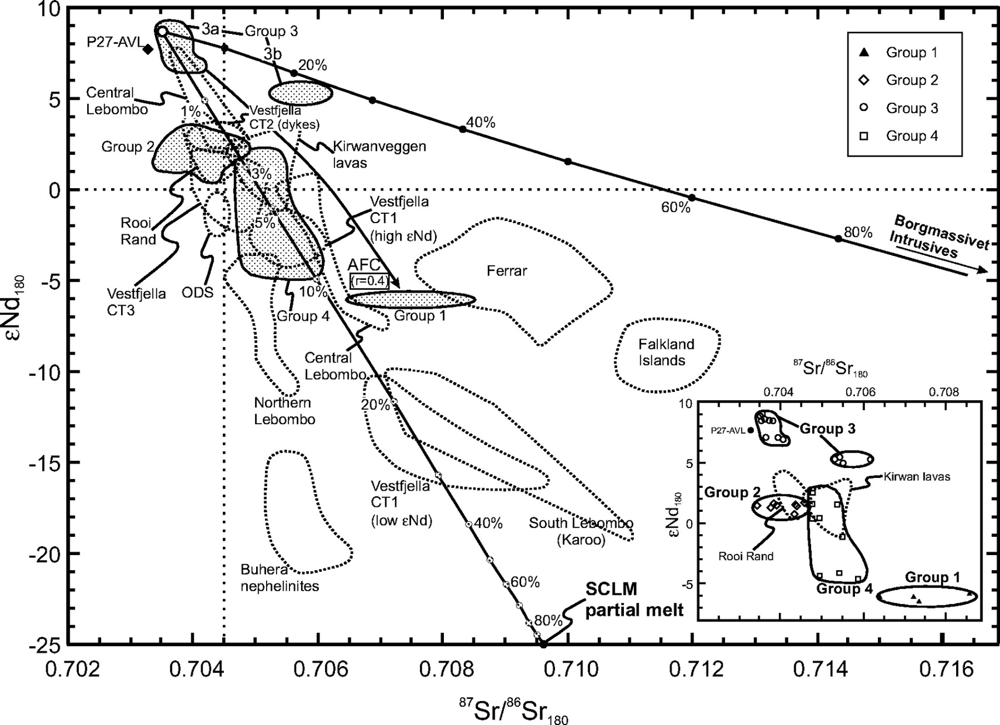 10
5
0
-5
-10
-15
-20
-25
εNd180
0.702
0.704
0.706
0.708
0.710
0.712
0.714
0.716
87Sr/86Sr180
3a
Group 3
P27-AVL
3b
20%
40%
60%
80%
Borgmassivet
Intrusives
Group 1
Group 2
Group 3
Group 4
Central
Lebombo
1%
Vestfjella
CT2 (dykes)
Group 2
Kirwanveggen
lavas
3%
5%
Rooi
Rand
Vestfjella
CT1
(high εNd)
Vestfjella
CT3
ODS
10%
AFC
(r=0.4)
Group 4
Group 1
Ferrar
Falkland
Islands
Central
Lebombo
20%
Northern
Lebombo
Vestfjella
CT1
(low εNd)
40%
South Lebombo
(Karoo)
Buhera
nephelinites
60%
80%
SCLM
partial melt
87Sr/86Sr180
0.704
0.706
0.708
10
5
0
-5
εNd180
P27-AVL
Group 3
Kirwan lavas
Group 2
Rooi Rand
Group 4
Group 1